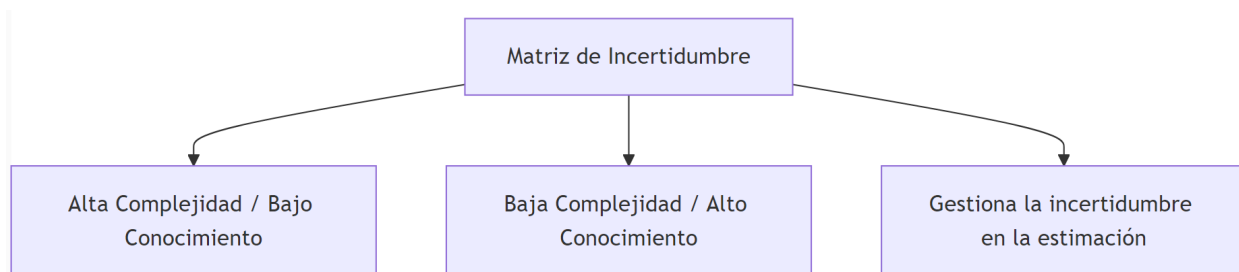 Matriz de Incertidumbre
Alta Complejidad / Bajo
Conocimiento
Baja Complejidad / Alto
Conocimiento
Gestiona la incertidumbre
en la estimación